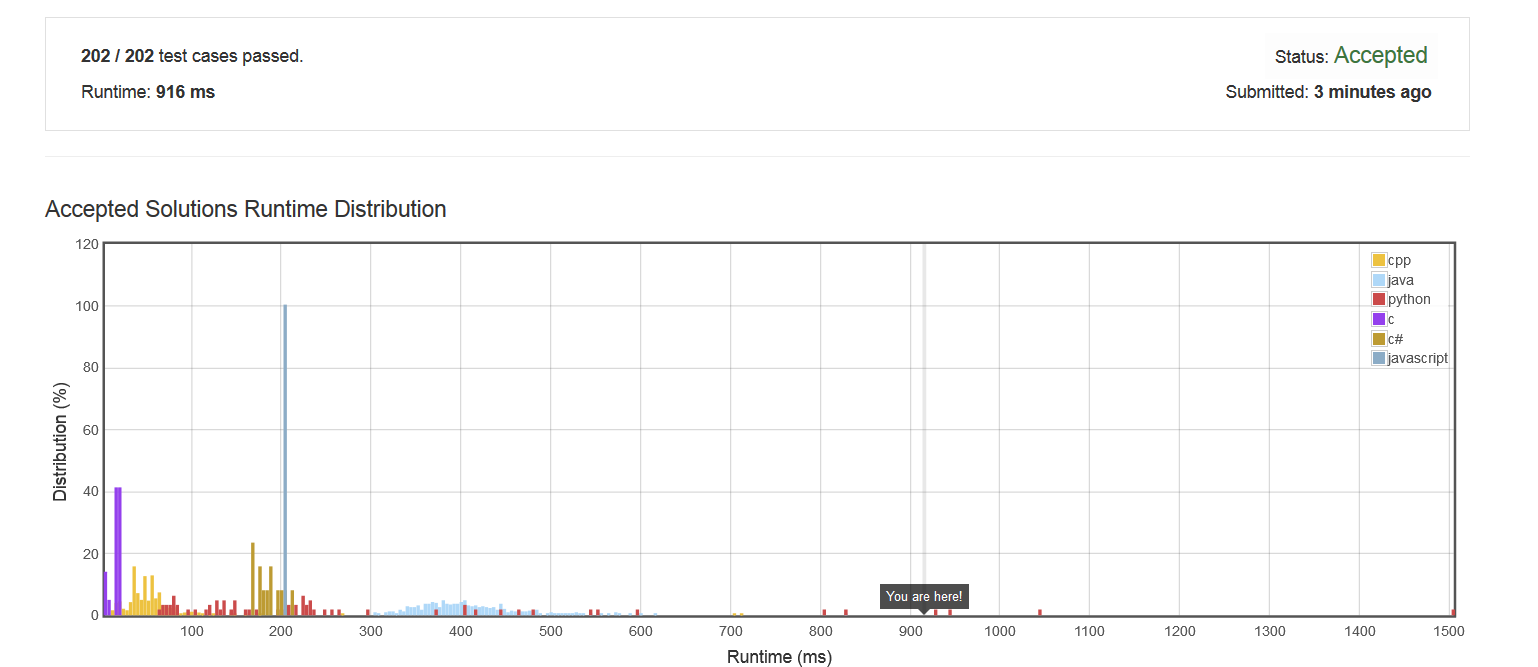 202 / 202 test cases passed.
Status: Accepted
Runtime: 916 ms
Submitted: 3 minutes ago
Accepted Solutions Runtime Distribution
120
100
80
60
40
20
0
Distribution (%)
cpp
java
python
c
c#
javascript
You are here!
100 200 300 400 500 600 700 800 900 1000 1100 1200 1300 1400 1500
Runtime (ms)